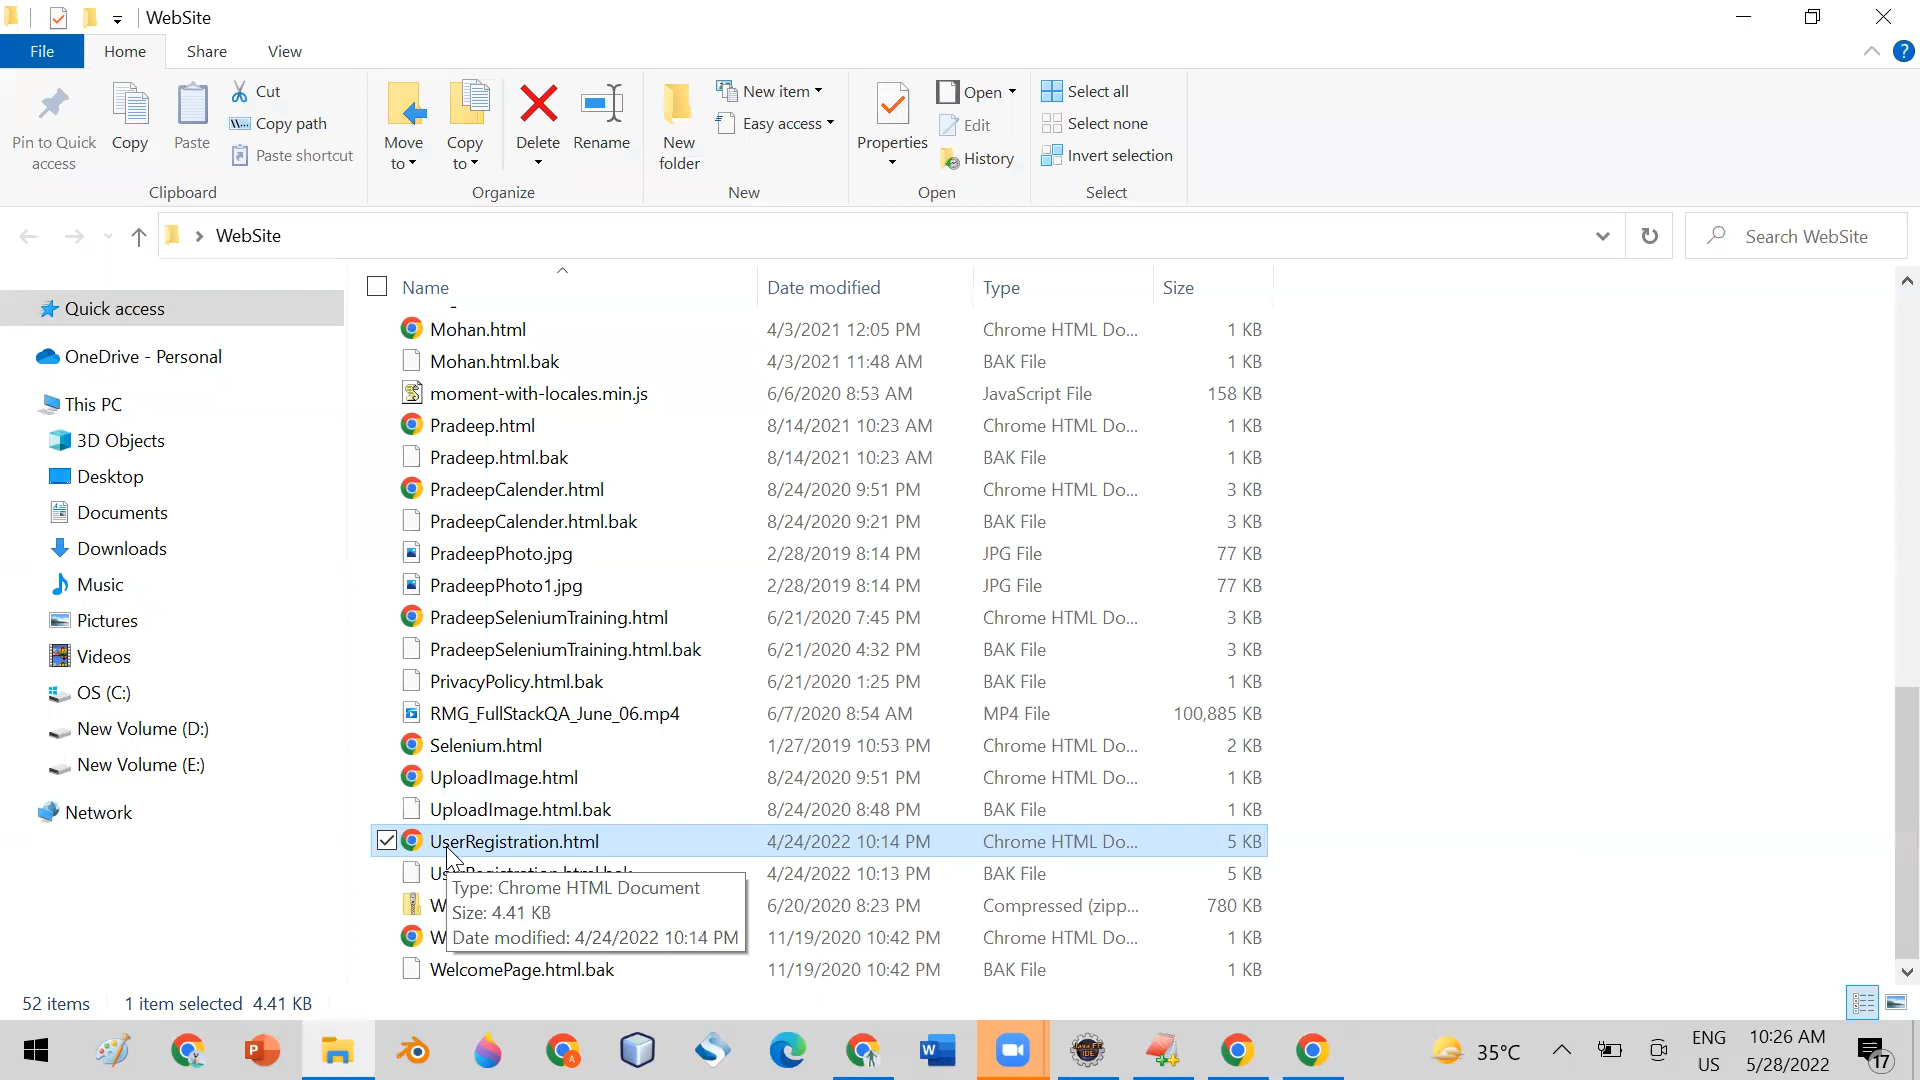 WebSite
File Home Share View
Pin to Quick access
Copy
Paste
Cut
Copy path
Paste shortcut
Clipboard
Move to
Copy to
Delete
Rename
Organize
New folder
New item
Easy access
New
Properties
Open
Edit
History
Open
Select all
Select none
Invert selection
Select
WebSite
Search WebSite
Quick access
OneDrive - Personal
This PC
3D Objects
Desktop
Documents
Downloads
Music
Pictures
Videos
OS (C:)
New Volume (D:)
New Volume (E:)
Network
Name Date modified Type Size
Mohan.html 4/3/2021 12:05 PM Chrome HTML Do... 1 KB
Mohan.html.bak 4/3/2021 11:48 AM BAK File 1 KB
moment-with-locales.min.js 6/6/2020 8:53 AM JavaScript File 158 KB
Pradeep.html 8/14/2021 10:23 AM Chrome HTML Do... 1 KB
Pradeep.html.bak 8/14/2021 10:23 AM BAK File 1 KB
PradeepCalender.html 8/24/2020 9:51 PM Chrome HTML Do... 3 KB
PradeepCalender.html.bak 8/24/2020 9:21 PM BAK File 3 KB
PradeepPhoto.jpg 2/28/2019 8:14 PM JPG File 77 KB
PradeepPhoto1.jpg 2/28/2019 8:14 PM JPG File 77 KB
PradeepSeleniumTraining.html 6/21/2020 7:45 PM Chrome HTML Do... 3 KB
PradeepSeleniumTraining.html.bak 6/21/2020 4:32 PM BAK File 3 KB
PrivacyPolicy.html.bak 6/21/2020 1:25 PM BAK File 1 KB
RMG_FullStackQA_June_06.mp4 6/7/2020 8:54 AM MP4 File 100,885 KB
Selenium.html 1/27/2019 10:53 PM Chrome HTML Do... 2 KB
UploadImage.html 8/24/2020 9:51 PM Chrome HTML Do... 1 KB
UploadImage.html.bak 8/24/2020 8:48 PM BAK File 1 KB
UserRegistration.html 4/24/2022 10:14 PM Chrome HTML Do... 5 KB
4/24/2022 10:13 PM BAK File 5 KB
Type: Chrome HTML Document
W 6/20/2020 8:23 PM Compressed (zipp... 780 KB
Size: 4.41 KB
W 11/19/2020 10:42 PM Chrome HTML Do... 1 KB
Date modified: 4/24/2022 10:14 PM
WelcomePage.html.bak 11/19/2020 10:42 PM BAK File 1 KB
52 items 1 item selected 4.41 KB
35°C
ENG
US
10:26 AM
5/28/2022
17